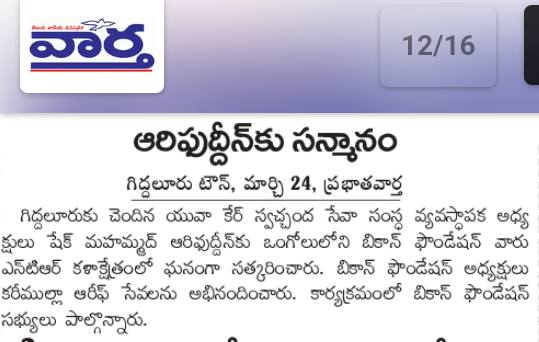 తెలుగు జాతీయ దినపత్రిక
వార్త
12/16
ఆరిఫుద్దీన్‌కు సన్మానం
గిద్దలూరు టౌన్, మార్చి 24, ప్రభాతవార్త
గిద్దలూరుకు చెందిన యువా కేర్ స్వచ్ఛంద సేవా సంస్థ వ్యవస్థాపక అధ్య
క్షులు షేక్ మహమ్మద్ ఆరిఫుద్దీన్‌కు ఒంగోలులోని బికాన్ ఫౌండేషన్ వారు
ఎన్‌టిఆర్ కళాక్షేత్రంలో ఘనంగా సత్కరించారు. బికాన్ ఫౌండేషన్ అధ్యక్షులు
కరీముల్లా ఆరీఫ్ సేవలను అభినందించారు. కార్యక్రమంలో బికాన్ ఫౌండేషన్
సభ్యులు పాల్గొన్నారు.